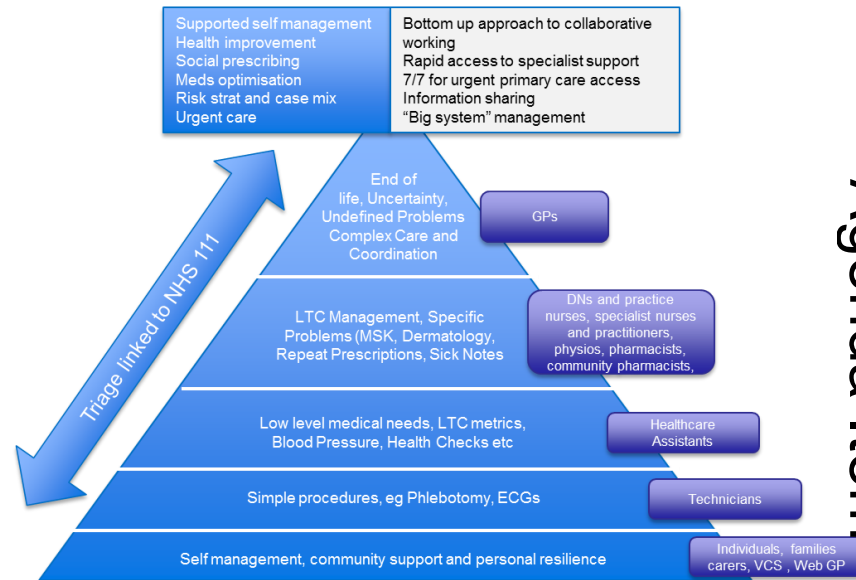 Supported self management
Health improvement
Social prescribing
Meds optimisation
Risk strat and case mix
Urgent care
Bottom up approach to collaborative
working
Rapid access to specialist support
7/7 for urgent primary care access
Information sharing
“Big system” management
Triage linked to NHS 111
End of
life, Uncertainty,
Undefined Problems
Complex Care and
Coordination
GPs
LTC Management, Specific
Problems (MSK, Dermatology,
Repeat Prescriptions, Sick Notes
DNs and practice
nurses, specialist nurses
and practitioners,
physios, pharmacists,
community pharmacists,
Low level medical needs, LTC metrics,
Blood Pressure, Health Checks etc
Healthcare
Assistants
Simple procedures, eg Phlebotomy, ECGs
Technicians
Self management, community support and personal resilience
Individuals, families
carers, VCS , Web GP